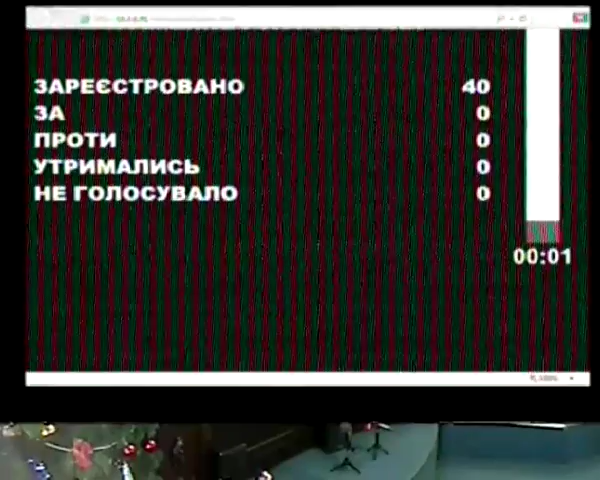 ЗАРЕЄСТРОВАНО 40
ЗА 0
ПРОТИ 0
УТРИМАЛИСЬ 0
НЕ ГОЛОСУВАЛО 0
00:01